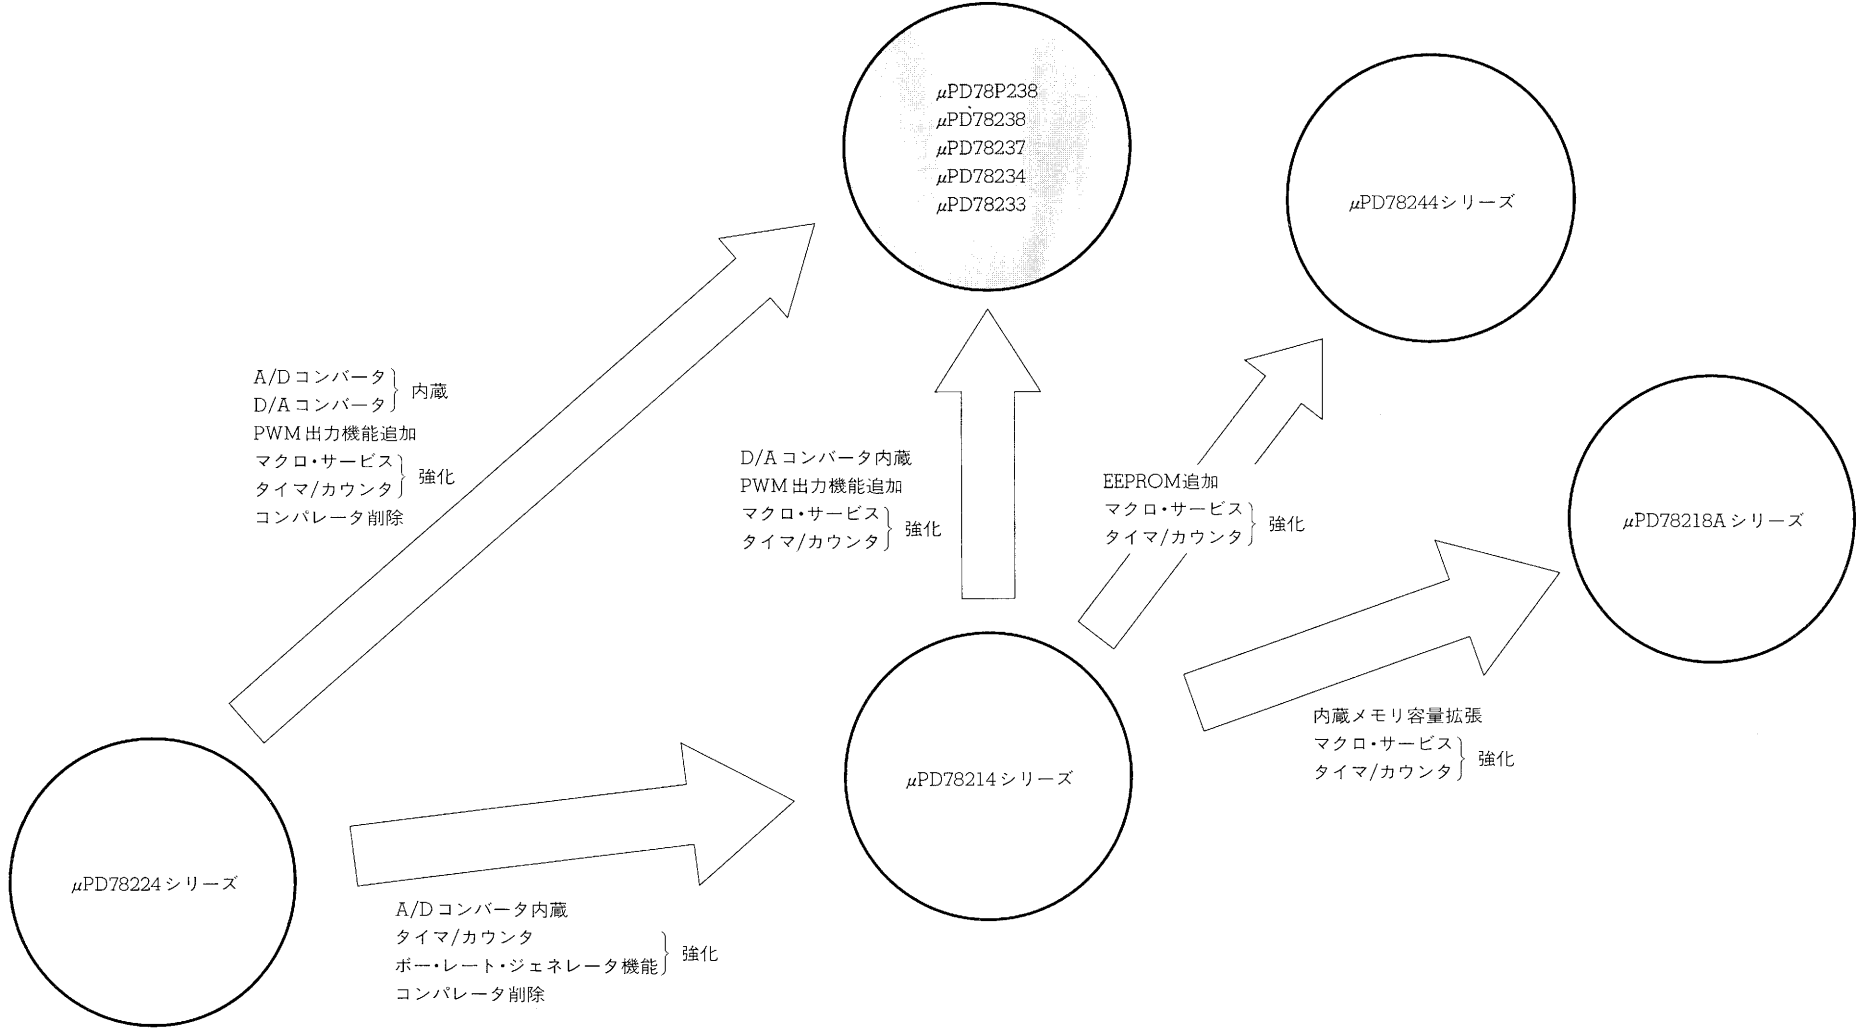 μPD78P238
μPD78238
μPD78237
μPD78234
μPD78233
μPD78244シリーズ
A/Dコンバータ
D/Aコンバータ
内蔵
PWM出力機能追加
マクロ・サービス
タイマ/カウンタ
強化
コンパレータ削除
D/Aコンバータ内蔵
PWM出力機能追加
マクロ・サービス
タイマ/カウンタ
強化
EEPROM追加
マクロ・サービス
タイマ/カウンタ
強化
μPD78218Aシリーズ
内蔵メモリ容量拡張
マクロ・サービス
タイマ/カウンタ
強化
μPD78214シリーズ
μPD78224シリーズ
A/Dコンバータ内蔵
タイマ/カウンタ
ボー・レート・ジェネレータ機能
強化
コンパレータ削除